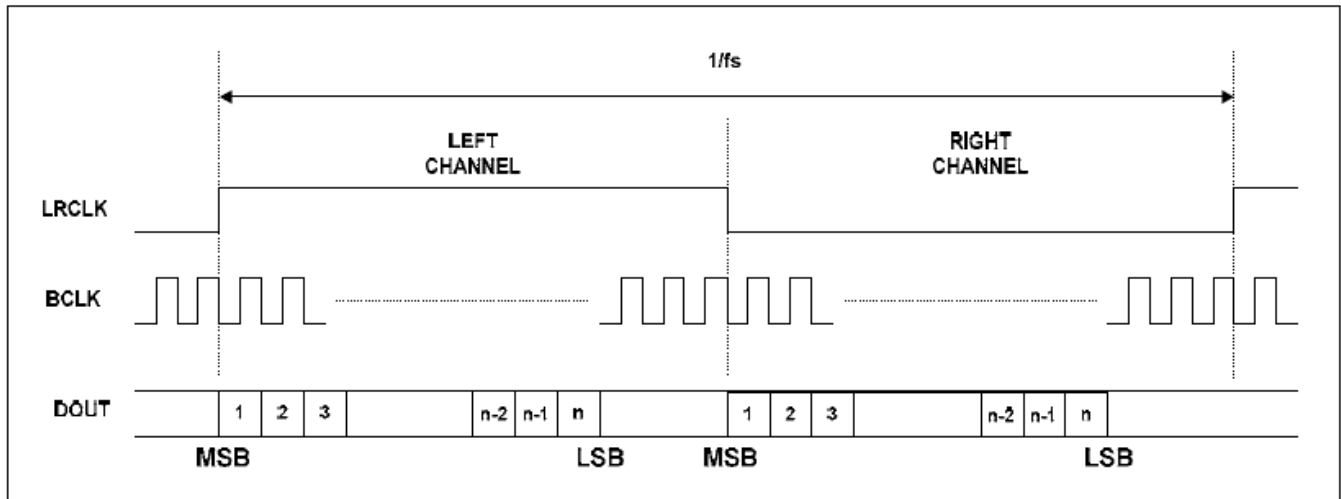 1/fs
LEFT
CHANNEL
RIGHT
CHANNEL
LRCLK
BCLK
DOUT
1 2 3 n-2 n-1 n 1 2 3 n-2 n-1 n
MSB LSB MSB LSB